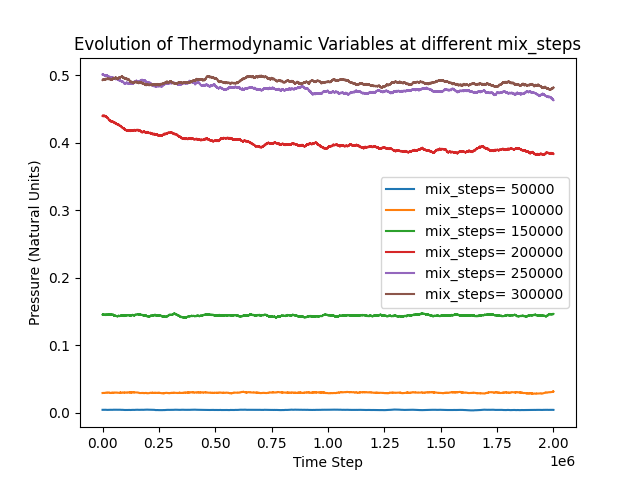 Evolution of Thermodynamic Variables at different mix_steps
Pressure (Natural Units)
0.5
0.4
0.3
0.2
0.1
0.0
mix_steps= 50000
mix_steps= 100000
mix_steps= 150000
mix_steps= 200000
mix_steps= 250000
mix_steps= 300000
0.00 0.25 0.50 0.75 1.00 1.25 1.50 1.75 2.00
Time Step
1e6